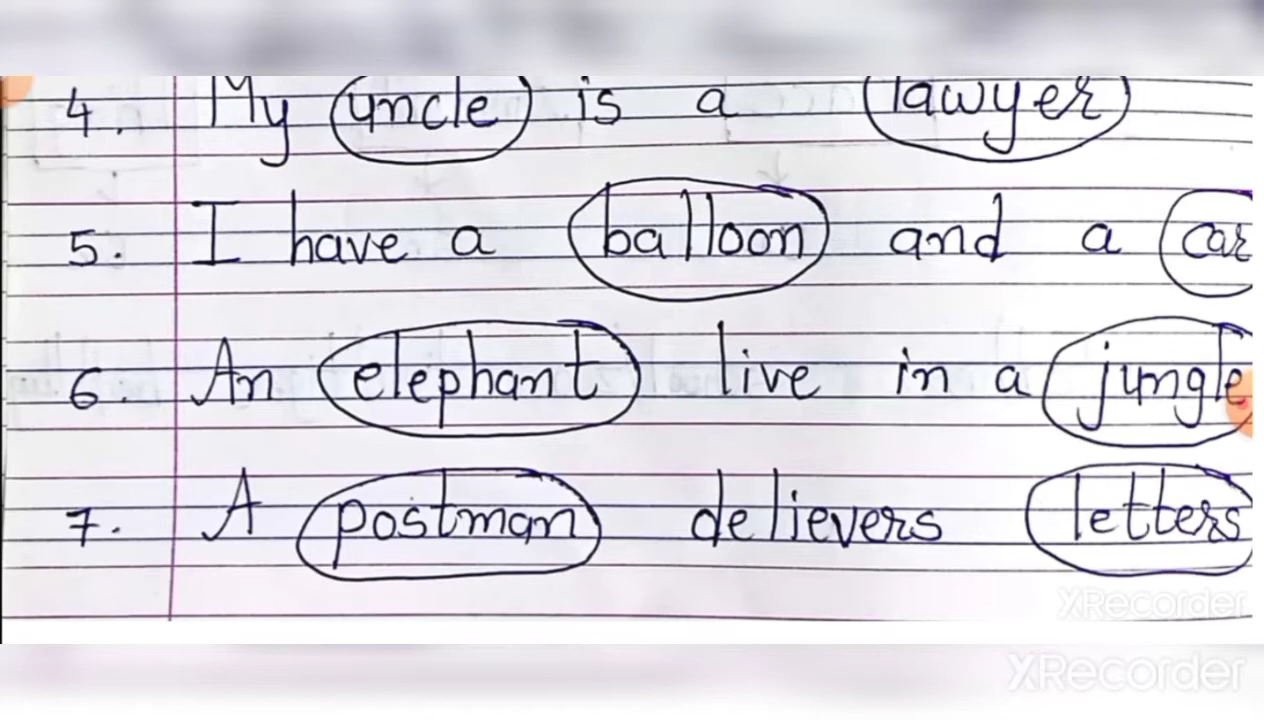 4. My uncle is a lawyer
5. I have a balloon and a car
6. An elephant live in a jungle
7. A postman delievers letters
XRecorder
XRecorder